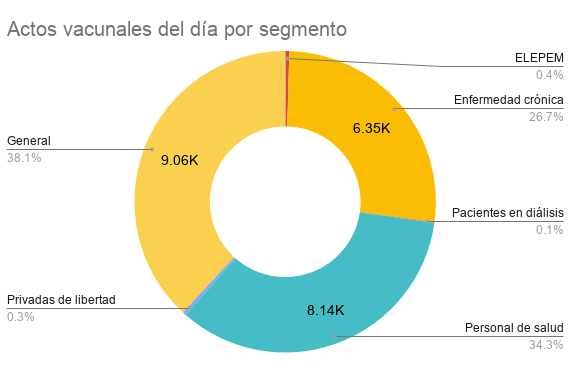 Actos vacunales del día por segmento
ELEPEM
0.4%
Enfermedad crónica
26.7%
6.35K
General
38.1%
9.06K
Pacientes en diálisis
0.1%
Privadas de libertad
0.3%
8.14K
Personal de salud
34.3%